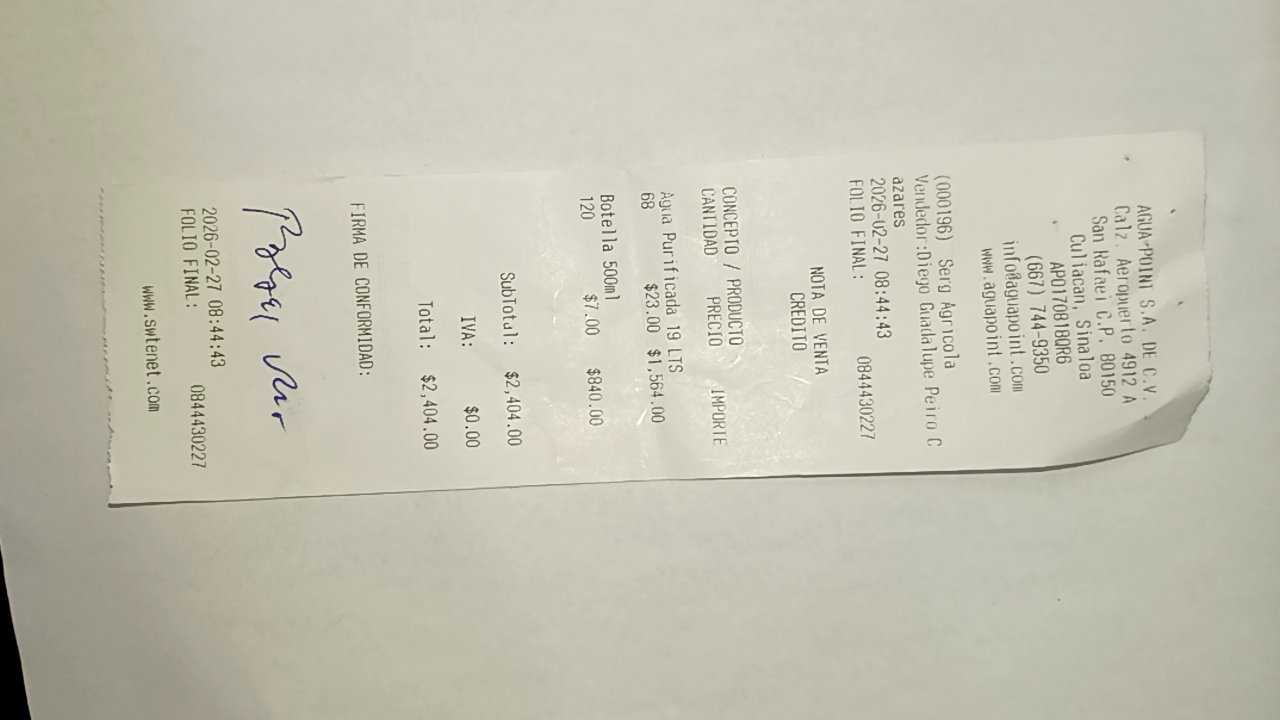 AGUA-POINT S.A. DE C.V.
Calz. Aeropuerto 4912 A
San Rafael C.P. 80150
Culiacan, Sinaloa
APO170818QR6
(667) 744-9350
info@aguapoint.com
www.aguapoint.com
(000196) Serg Agricola
Vendedor:Diego Guadalupe Peiro C
azares
2026-02-27 08:44:43
FOLIO FINAL: 0844430227
NOTA DE VENTA
CREDITO
CONCEPTO / PRODUCTO
CANTIDAD PRECIO IMPORTE
Agua Purificada 19 LTS
68 $23.00 $1,564.00
Botella 500ml
120 $7.00 $840.00
SubTotal: $2,404.00
IVA: $0.00
Total: $2,404.00
FIRMA DE CONFORMIDAD:
2026-02-27 08:44:43
FOLIO FINAL: 0844430227
www.swtenet.com